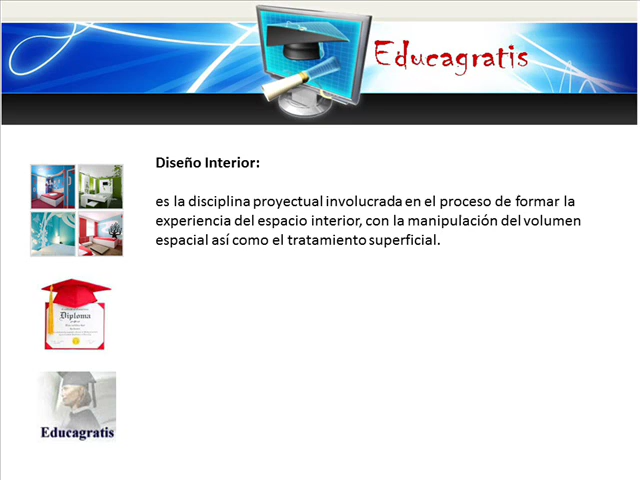 Educagratis
Diseño Interior:
es la disciplina proyectual involucrada en el proceso de formar la
experiencia del espacio interior, con la manipulación del volumen
espacial así como el tratamiento superficial.
Diploma
Educagratis